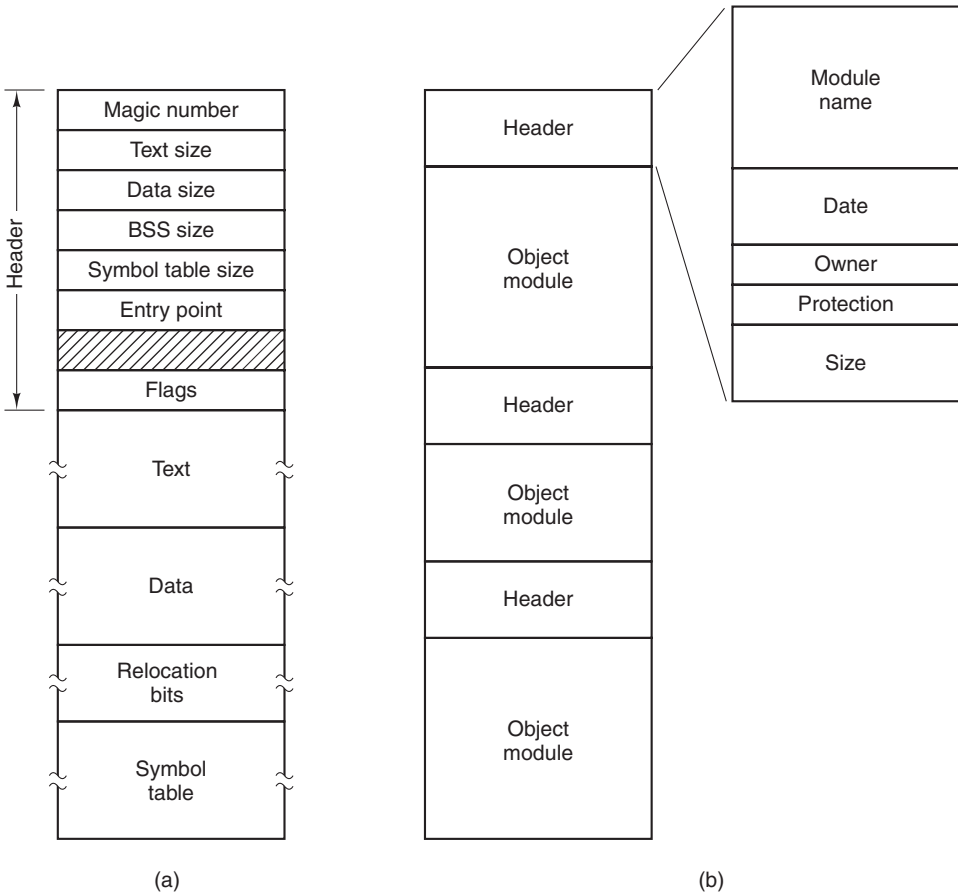 Header
Magic number
Text size
Data size
BSS size
Symbol table size
Entry point
Flags
Text
Data
Relocation
bits
Symbol
table
(a)
Header
Object
module
Header
Object
module
Header
Object
module
Module
name
Date
Owner
Protection
Size
(b)